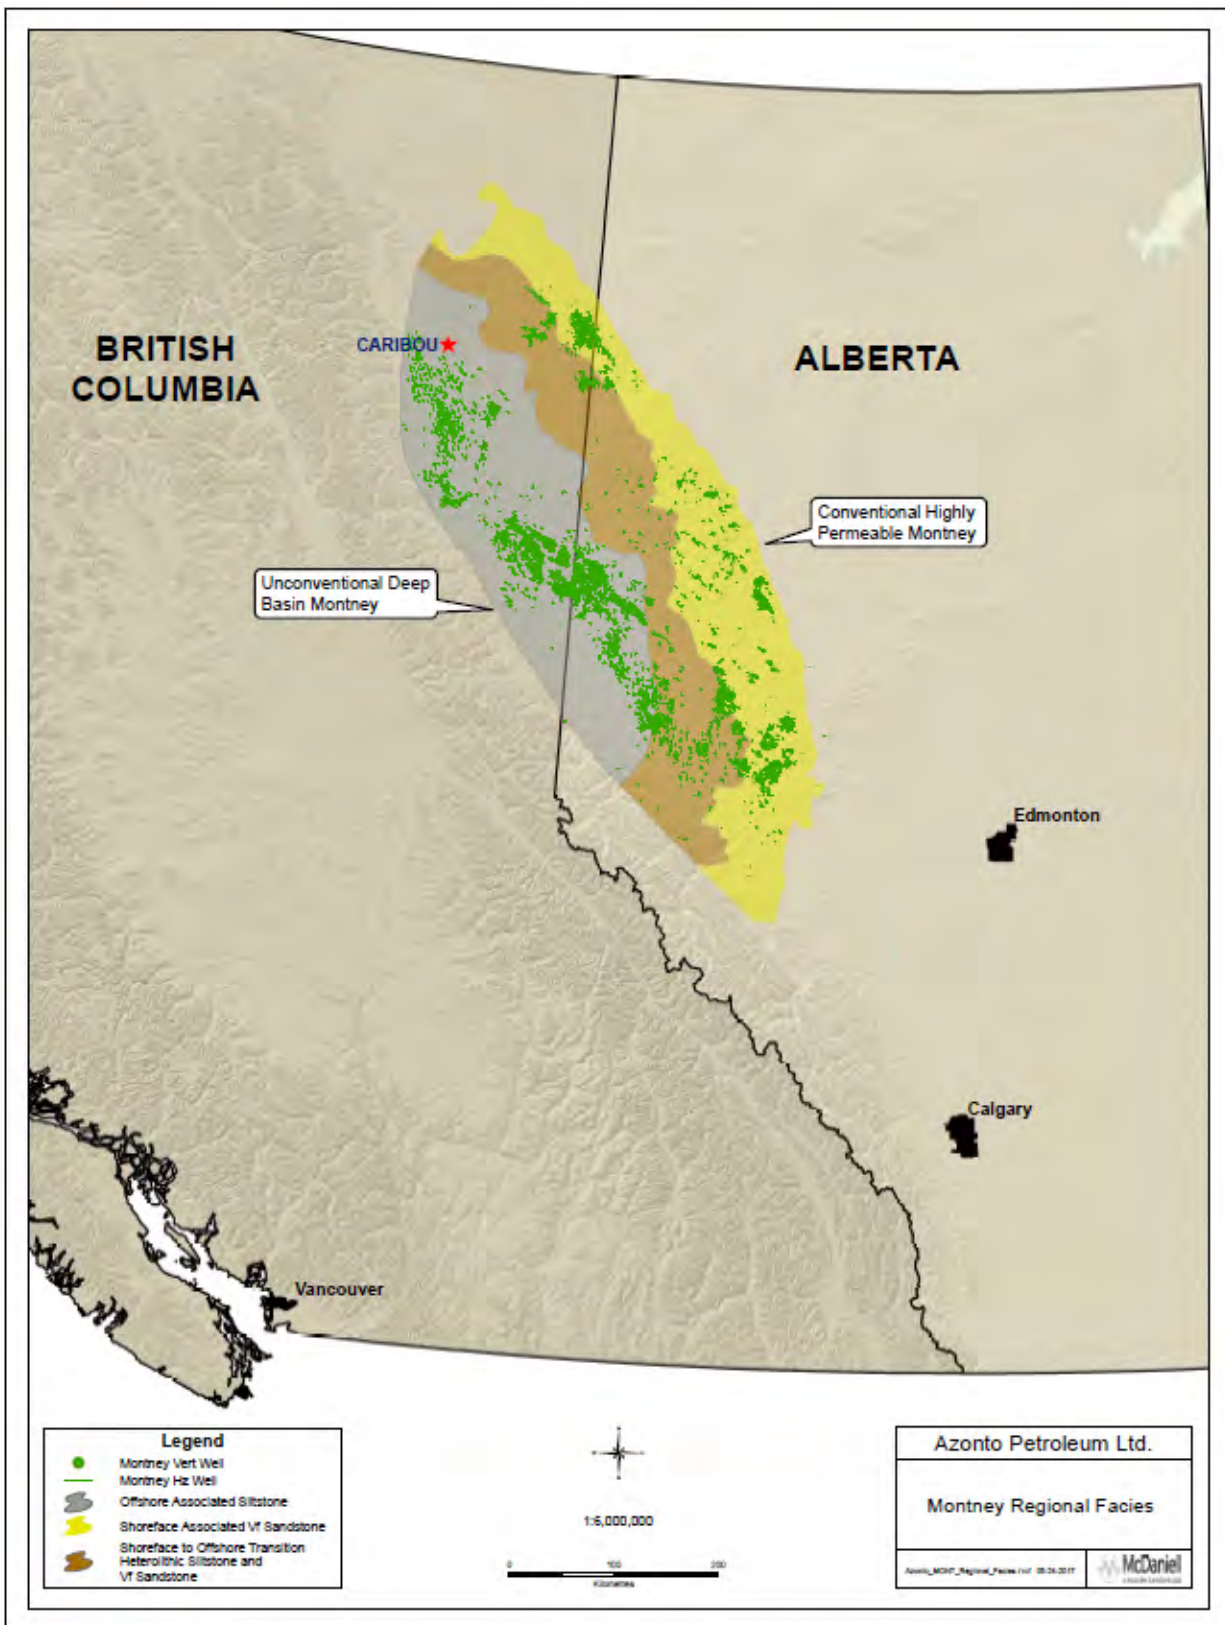 BRITISH
COLUMBIA
CARIBOU
ALBERTA
Conventional Highly
Permeable Montney
Unconventional Deep
Basin Montney
Edmonton
Calgary
Vancouver
Legend
Montney Vert Well
Montney Hz Well
Offshore Associated Siltstone
Shoreface Associated Vf Sandstone
Shoreface to Offshore Transition
Heterolithic Siltstone and
Vf Sandstone
1:6,000,000
0 100 200
Kilometres
Azonto Petroleum Ltd.
Montney Regional Facies
McDaniel